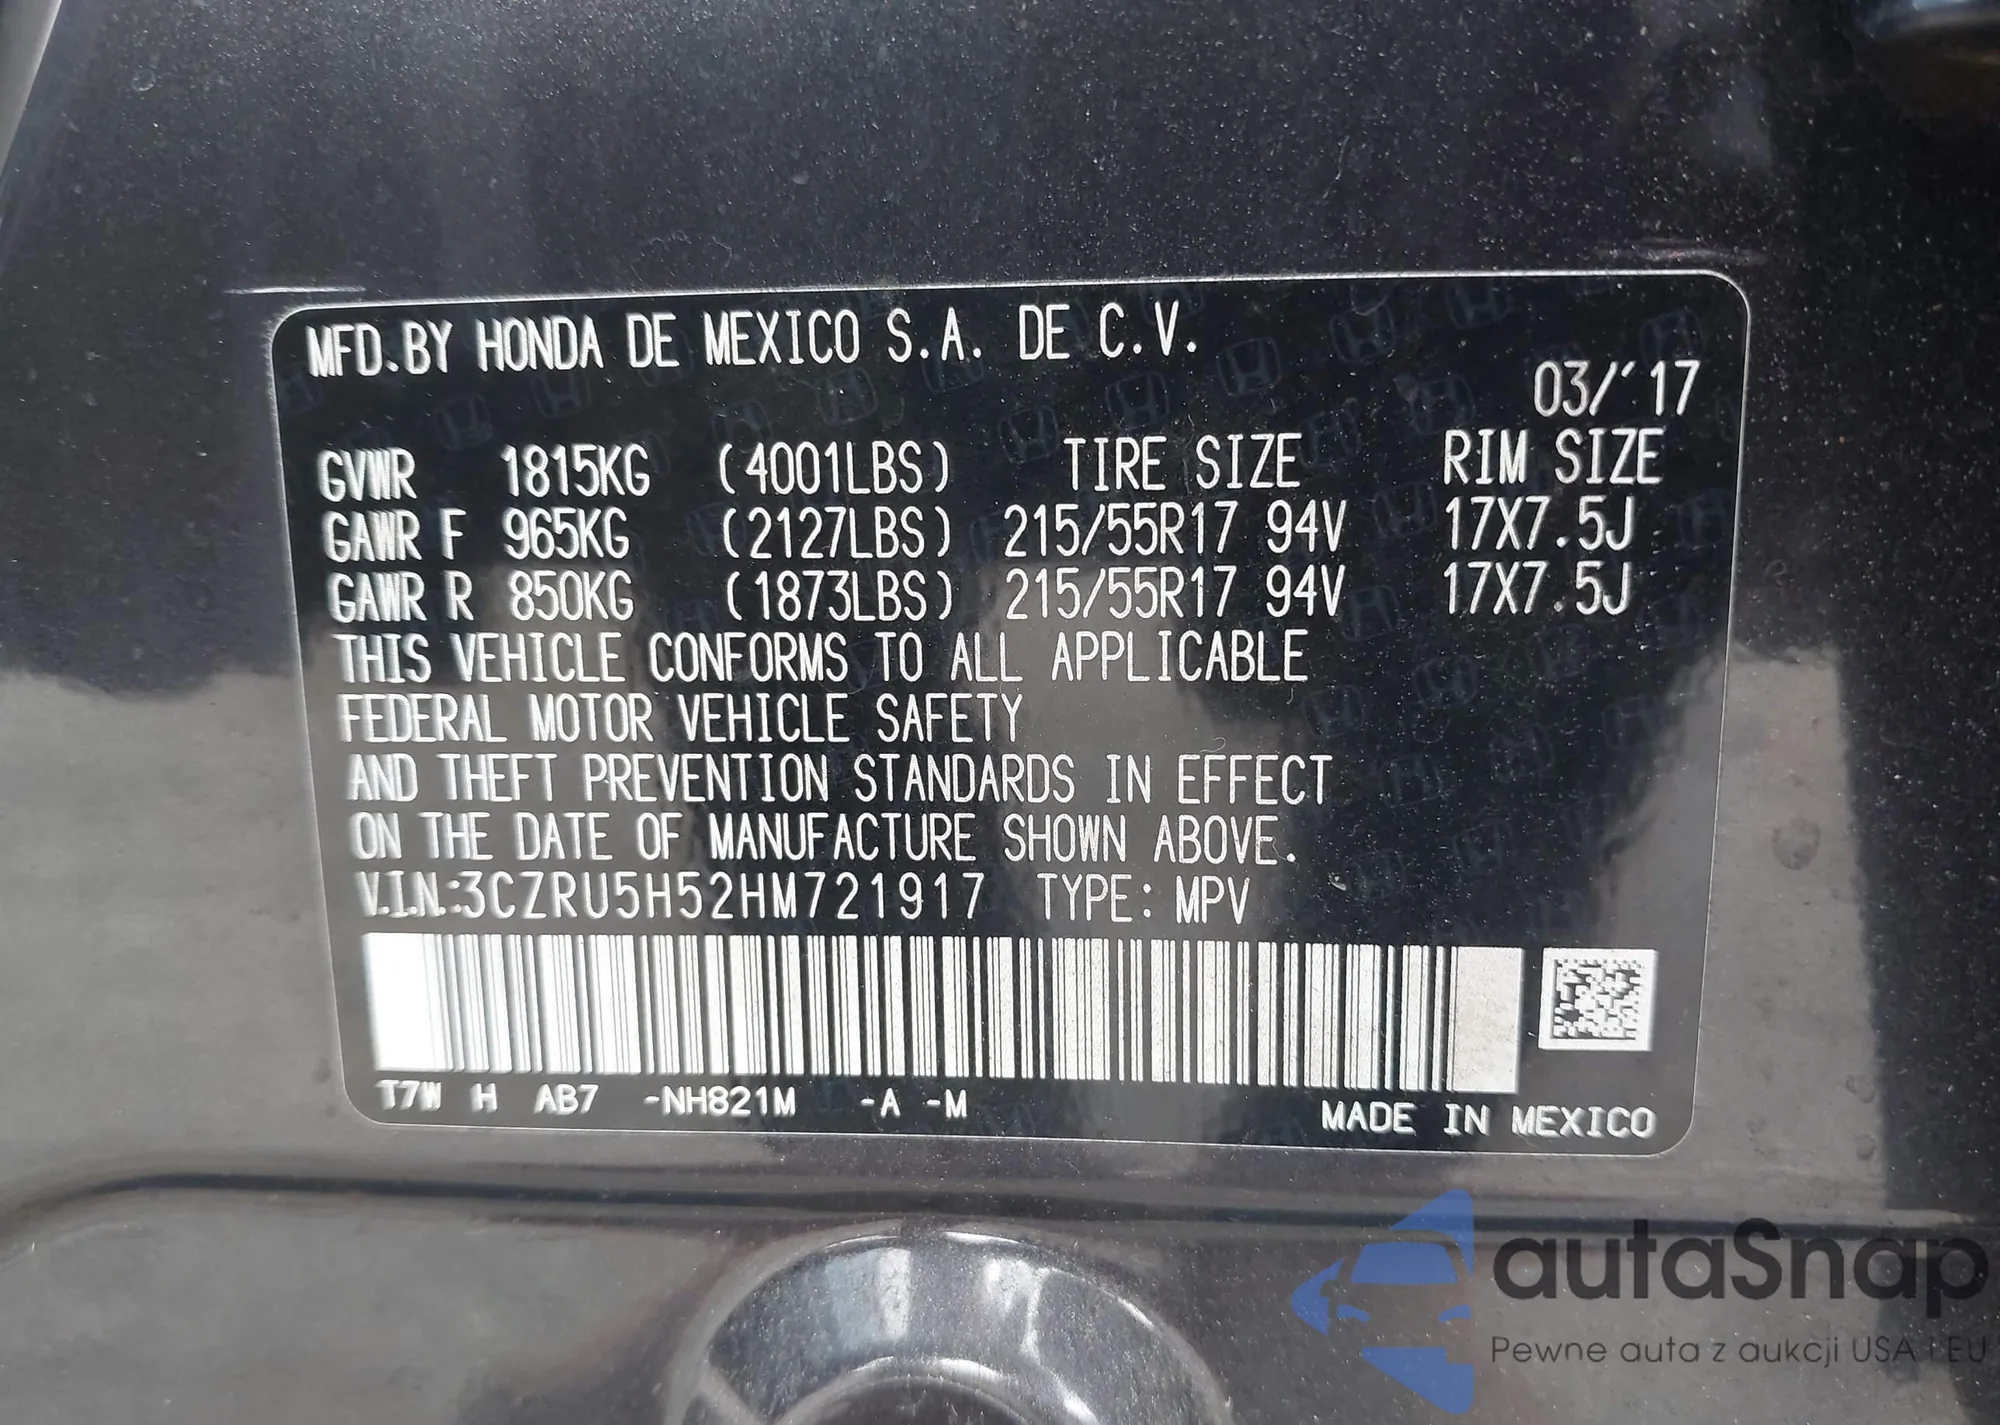 MFD.BY HONDA DE MEXICO S.A. DE C.V.
03/'17
GVWR 1815KG (4001LBS) TIRE SIZE RIM SIZE
GAWR F 965KG (2127LBS) 215/55R17 94V 17X7.5J
GAWR R 850KG (1873LBS) 215/55R17 94V 17X7.5J
THIS VEHICLE CONFORMS TO ALL APPLICABLE
FEDERAL MOTOR VEHICLE SAFETY
AND THEFT PREVENTION STANDARDS IN EFFECT
ON THE DATE OF MANUFACTURE SHOWN ABOVE.
V.I.N.:3CZRU5H52HM721917 TYPE: MPV
T7W H AB7 -NH821M -A -M
MADE IN MEXICO
autaSnap
Pewne auta z aukcji USA i EU